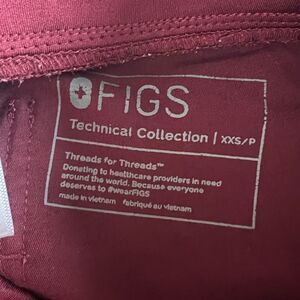 FIGS
Technical Collection | XXS/P
Threads for Threads™
Donating to healthcare providers in need
around the world. Because everyone
deserves to #wearFIGS
made in vietnam fabriqué au vietnam